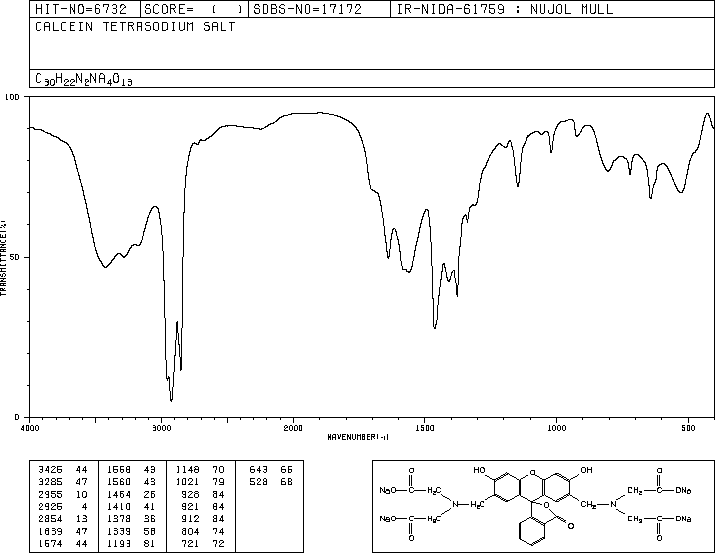 HIT-NO=6732 SCORE= ( ) SDBS-NO=17172 IR-NIDA-61759 : NUJOL MULL
CALCEIN TETRASODIUM SALT
C30H22N2NA4O13
100
TRANSMITTANCE(%)
50
0
4000 3000 2000 1500 1000 500
WAVENUMBER(-1)
3425 44 1568 43 1148 70 643 66
3285 47 1560 43 1021 79 528 68
2955 10 1464 26 928 84
2925 4 1410 41 921 84
2854 13 1378 36 912 84
1639 47 1339 58 804 74
1574 44 1193 81 721 72
HO O OH
O O
NaO C H2C CH2 C ONa
N H2C CH2 N
O O
NaO C H2C CH2 C ONa
O
C O